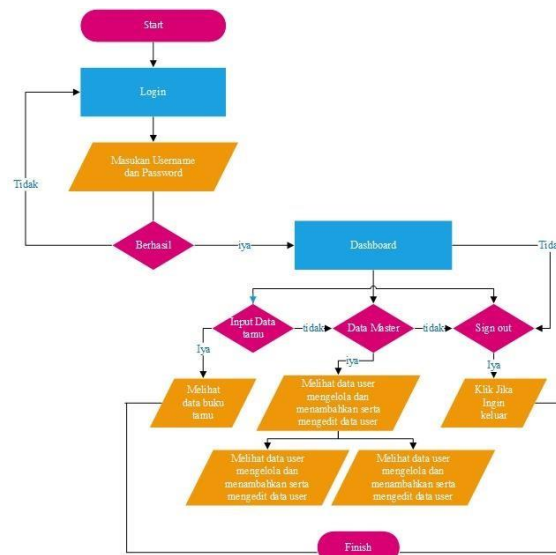 Start
Login
Masukan Username
dan Password
Tidak
Berhasil
iya
Dashboard
Tida
Input Data
tamu
tidak
Data Master
tidak
Sign out
Iya
iya
Iya
Melihat
data buku
tamu
Melihat data user
mengelola dan
menambahkan serta
mengedit data user
Klik Jika
Ingin
keluar
Melihat data user
mengelola dan
menambahkan serta
mengedit data user
Melihat data user
mengelola dan
menambahkan serta
mengedit data user
Finish